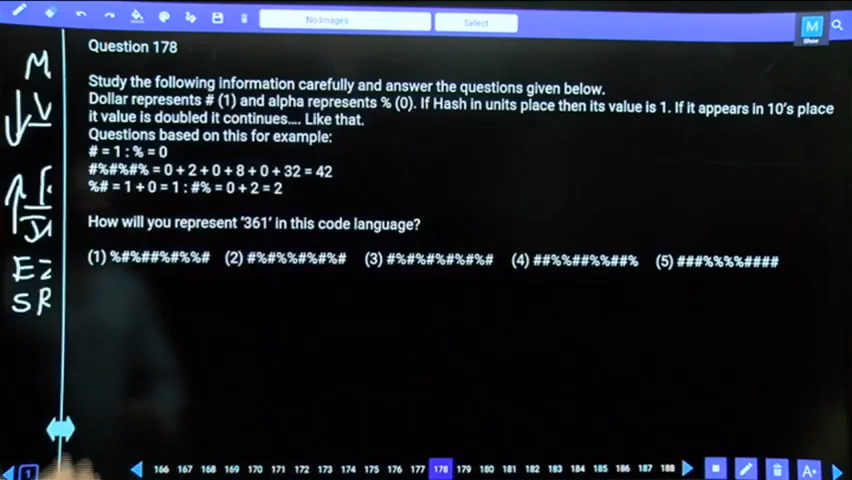 No Images
Select
M
Show
Question 178
M
Study the following information carefully and answer the questions given below.
Dollar represents # (1) and alpha represents % (0). If Hash in units place then its value is 1. If it appears in 10's place
it value is doubled it continues.... Like that.
Questions based on this for example:
# = 1 : % = 0
#%#%#% = 0 + 2 + 0 + 8 + 0 + 32 = 42
%# = 1 + 0 = 1 : #% = 0 + 2 = 2
How will you represent '361' in this code language?
(1) %#%##%#%%# (2) #%#%%#%#%# (3) #%#%#%#%#%# (4) ##%%##%%##% (5) ###%%%%####
E
S R
1 166 167 168 169 170 171 172 173 174 175 176 177 178 179 180 181 182 183 184 185 186 187 188 A+